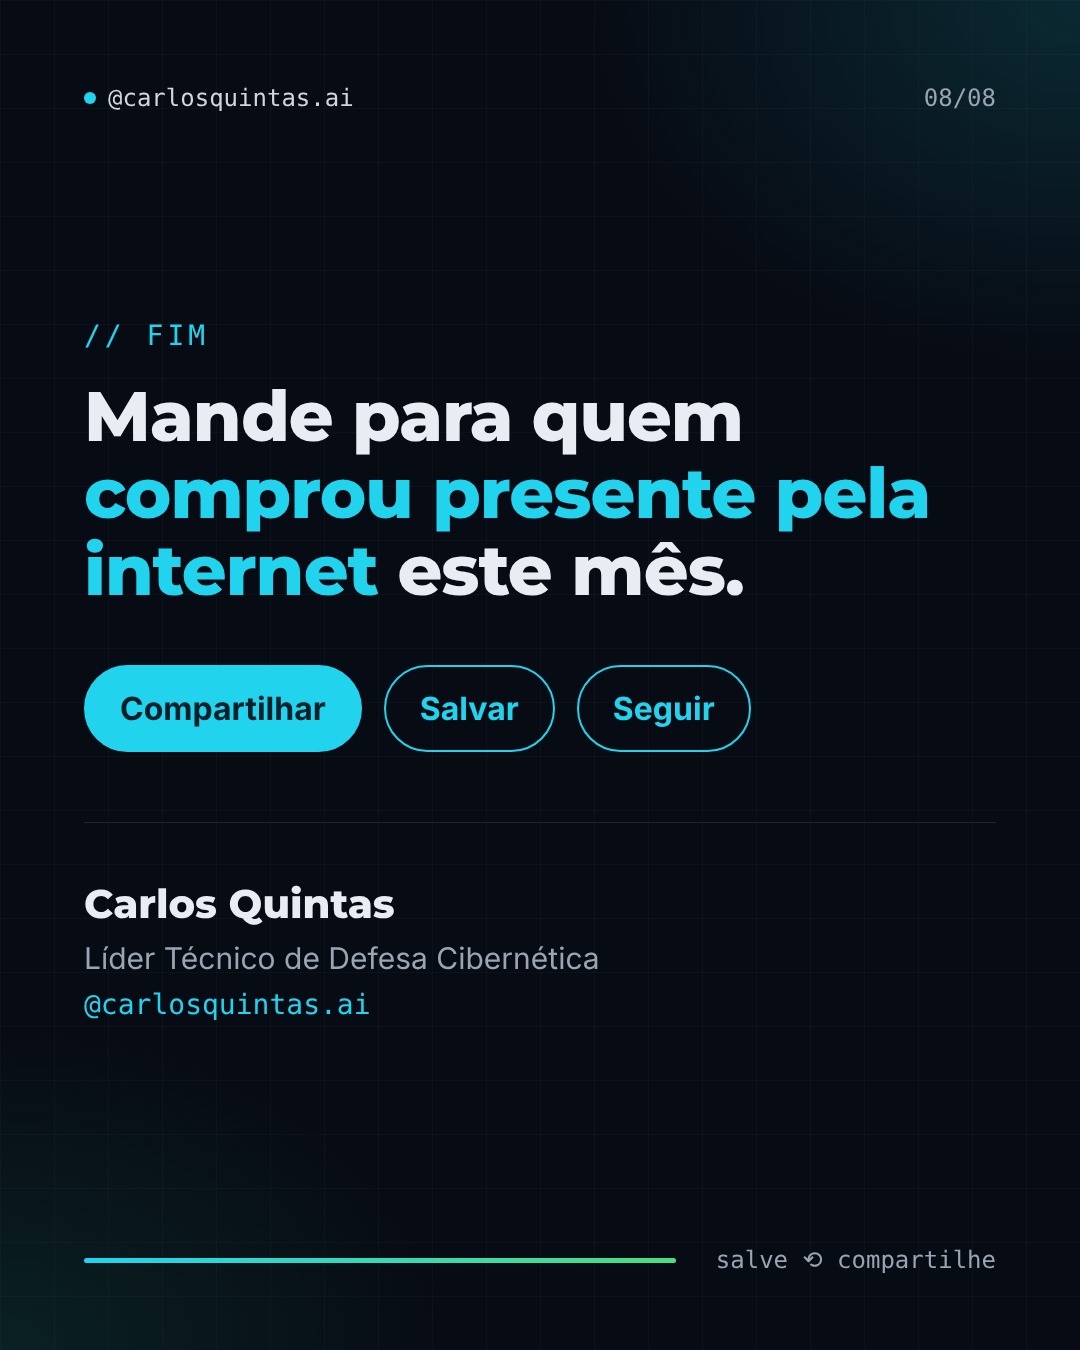 @carlosquintas.ai
08/08
// FIM
Mande para quem
comprou presente pela
internet este mês.
Compartilhar
Salvar
Seguir
Carlos Quintas
Líder Técnico de Defesa Cibernética
@carlosquintas.ai
salve ⟲ compartilhe